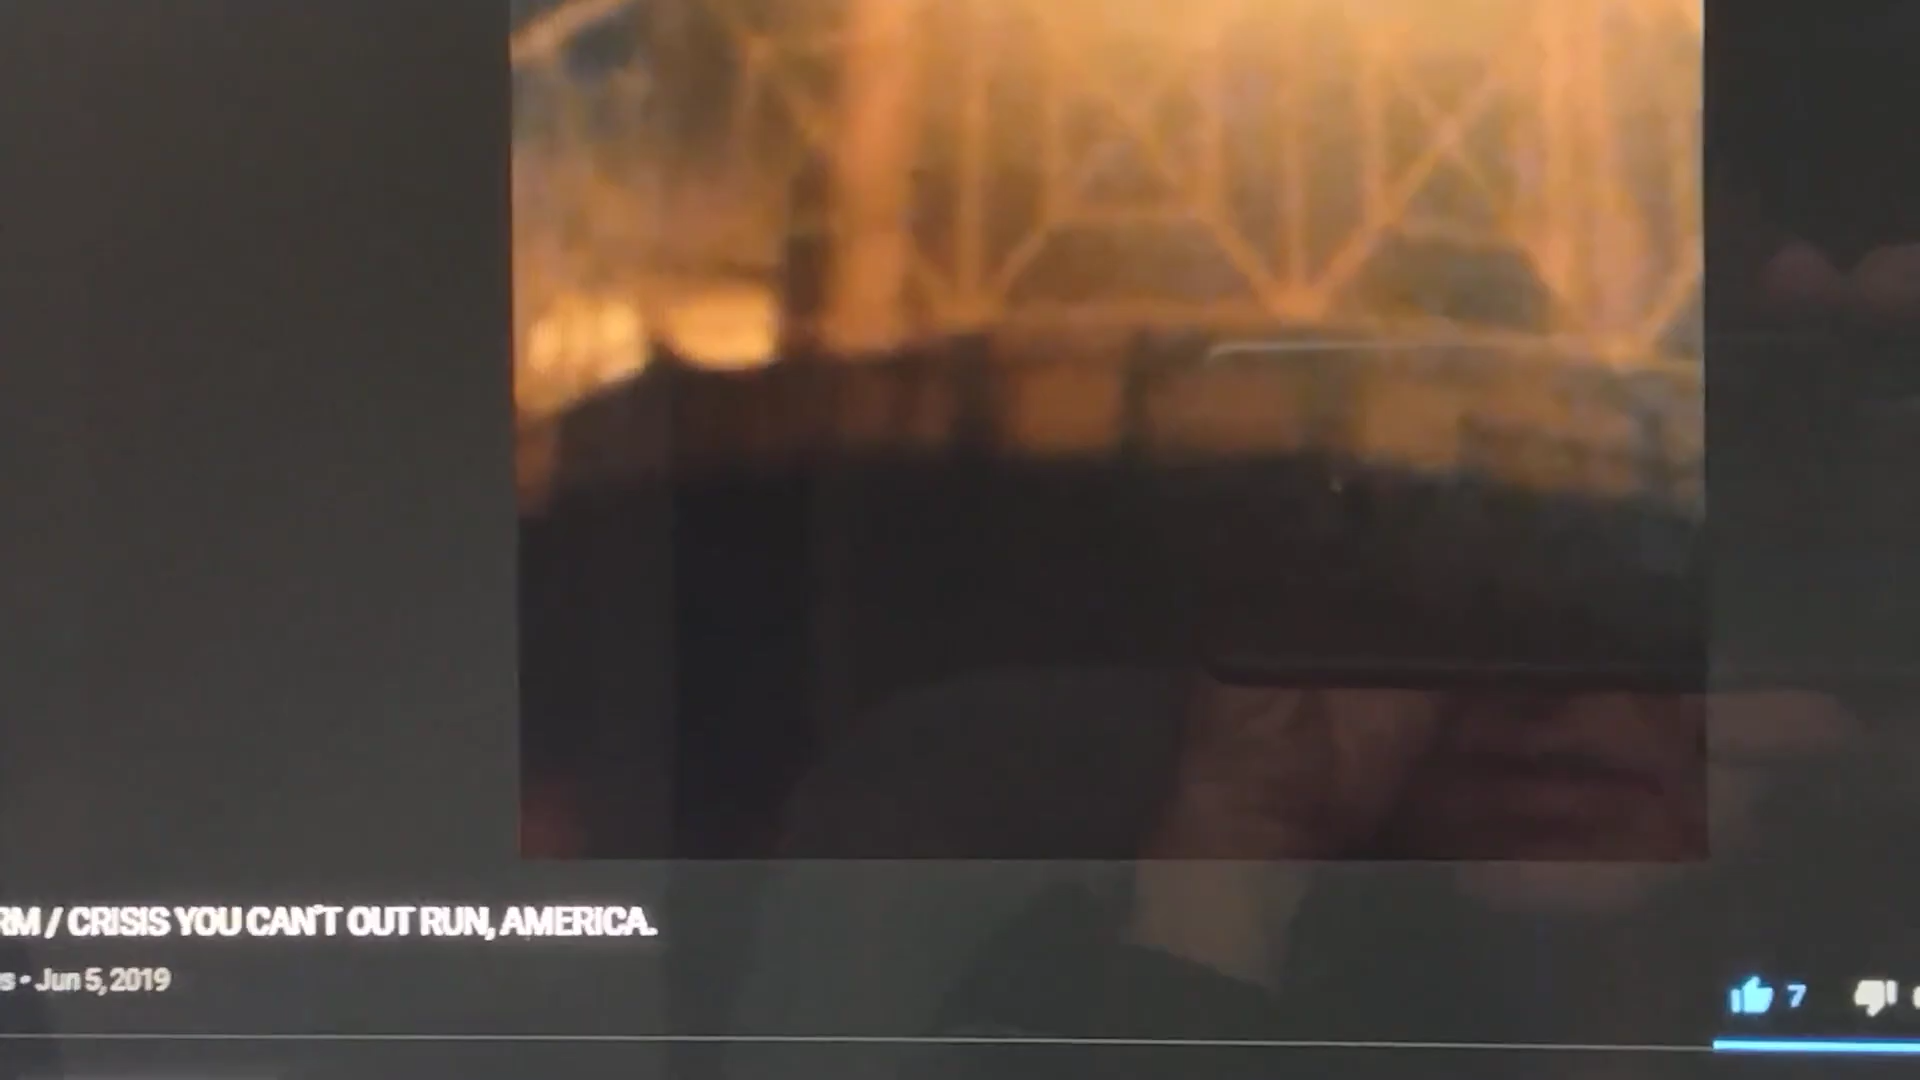 RM / CRISIS YOU CAN'T OUT RUN, AMERICA.
s • Jun 5, 2019
7